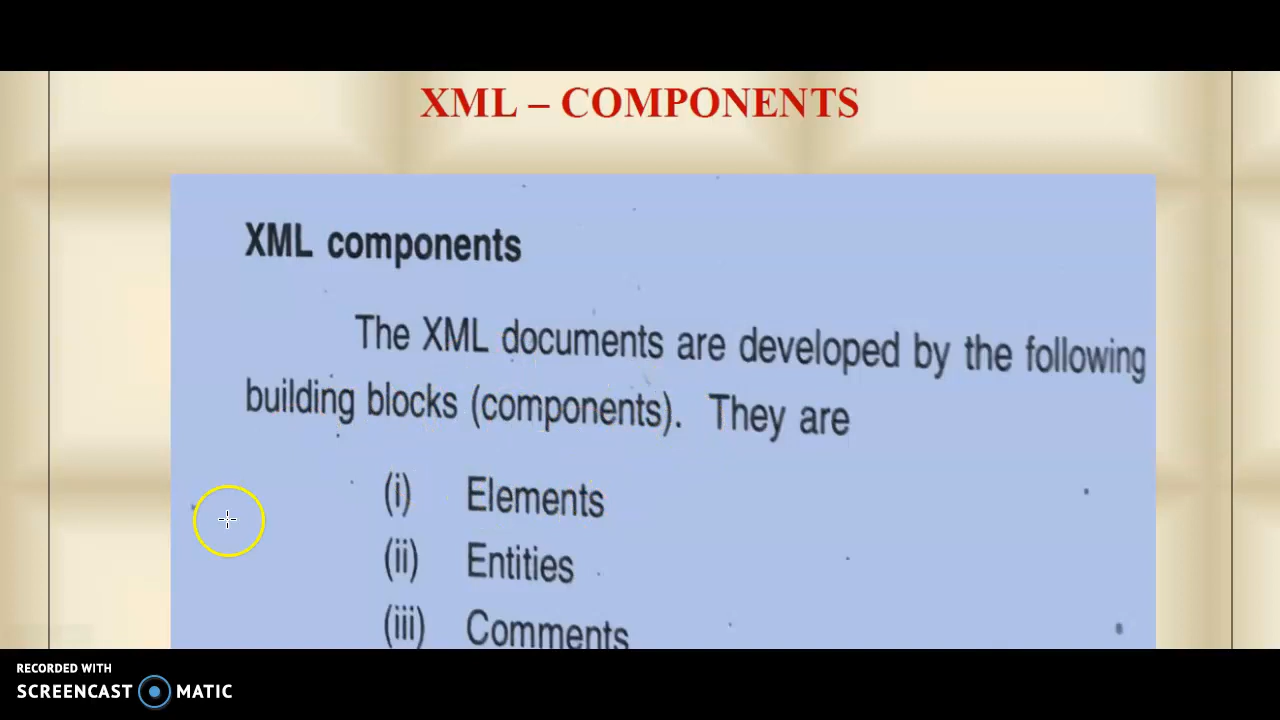 XML – COMPONENTS
XML components
The XML documents are developed by the following
building blocks (components). They are
(i) Elements
(ii) Entities
(iii) Comments
RECORDED WITH
SCREENCAST MATIC